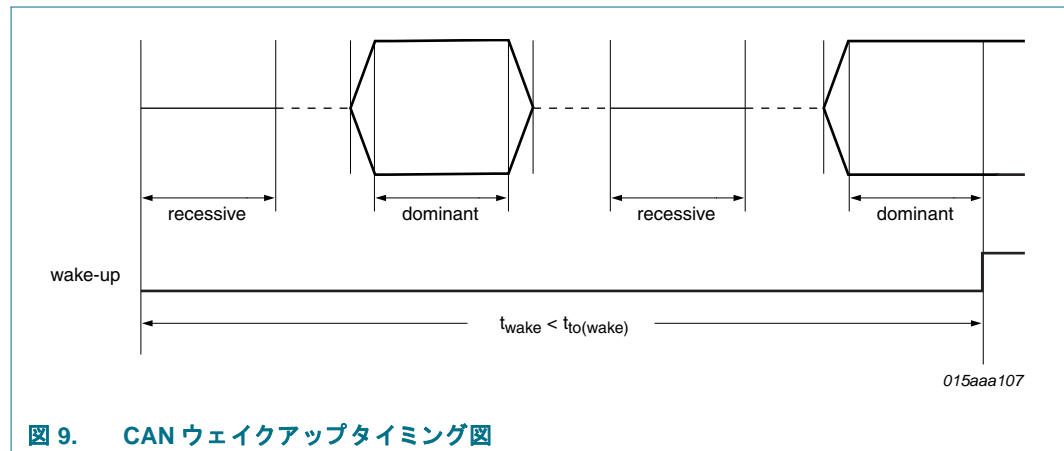 recessive
dominant
recessive
dominant
wake-up
twake < tto(wake)
015aaa107
図 9. CAN ウェイクアップタイミング図